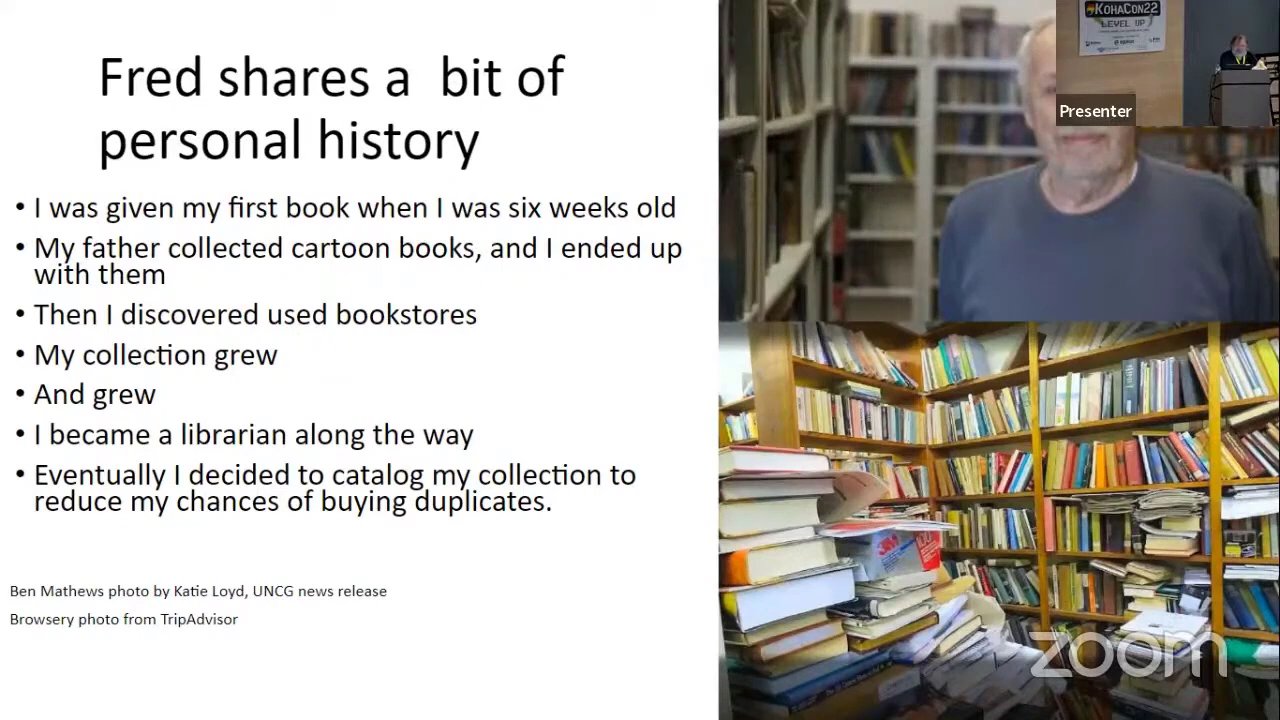 Fred shares a  bit of
personal history
• I was given my first book when I was six weeks old
• My father collected cartoon books, and I ended up
with them
• Then I discovered used bookstores
• My collection grew
• And grew
• I became a librarian along the way
• Eventually I decided to catalog my collection to
reduce my chances of buying duplicates.
Ben Mathews photo by Katie Loyd, UNCG news release
Browsery photo from TripAdvisor
KOHACON22
LEVEL UP
Presenter
3M
zoom